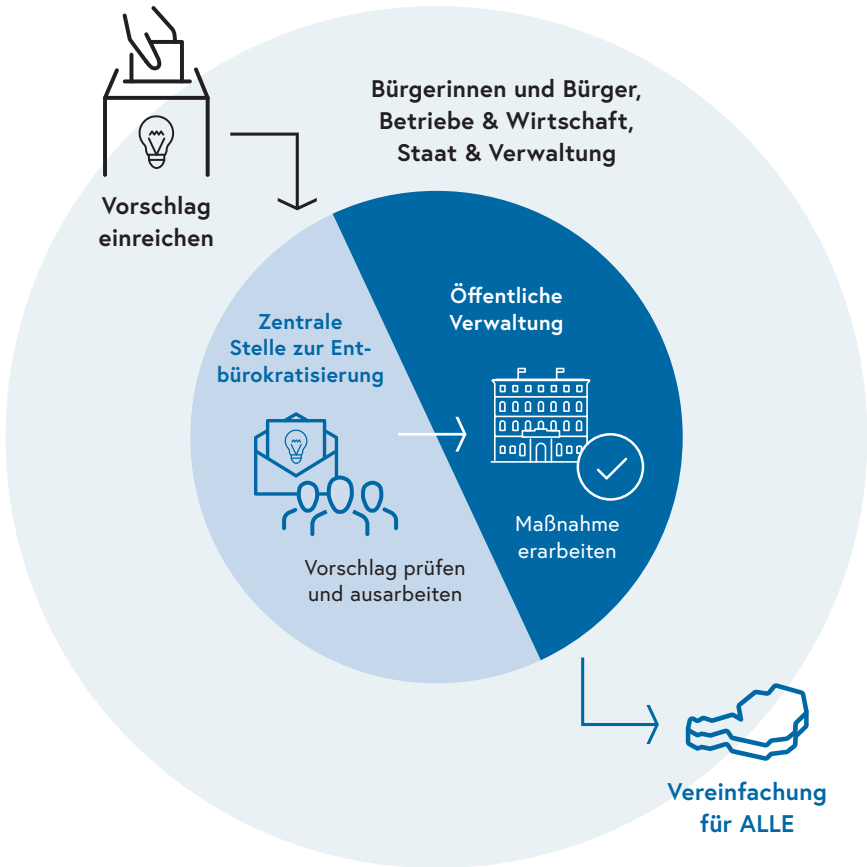 Bürgerinnen und Bürger,
Betriebe & Wirtschaft,
Staat & Verwaltung
Vorschlag
einreichen
Zentrale
Stelle zur Ent-
bürokratisierung
Vorschlag prüfen
und ausarbeiten
Öffentliche
Verwaltung
Maßnahme
erarbeiten
Vereinfachung
für ALLE